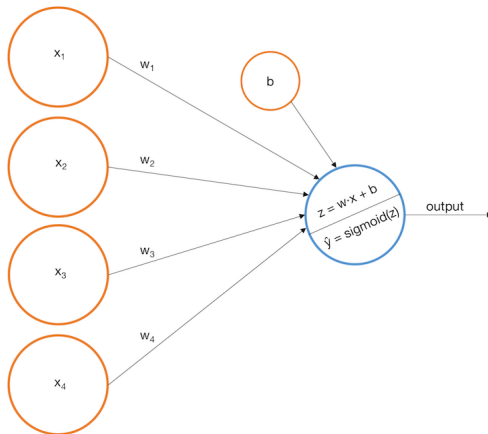 x₁
w₁
b
x₂
w₂
z = w·x + b
ŷ = sigmoid(z)
output
x₃
w₃
w₄
x₄